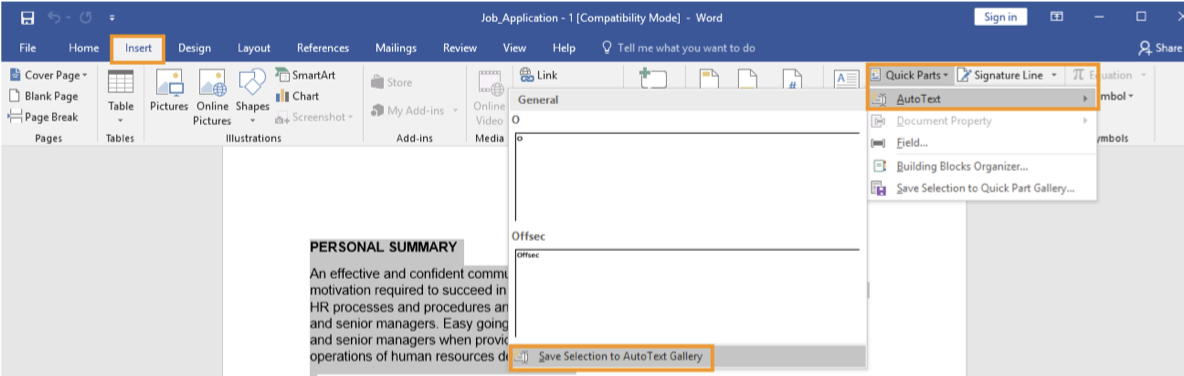 Job_Application - 1 [Compatibility Mode] - Word
Sign in
File Home Insert Design Layout References Mailings Review View Help Tell me what you want to do Share
Cover Page
Blank Page
Page Break
Pages
Table
Tables
Pictures
Online Pictures
Shapes
SmartArt
Chart
Screenshot
Illustrations
Store
My Add-ins
Add-ins
Online
Video
Media
Link
A
Quick Parts
Signature Line
Equation
mbol
mbols
AutoText
Document Property
Field...
Building Blocks Organizer...
Save Selection to Quick Part Gallery...
General
O
O
Offsec
Offsec
Save Selection to AutoText Gallery
PERSONAL SUMMARY
An effective and confident commu
motivation required to succeed in
HR processes and procedures an
and senior managers. Easy going
and senior managers when provid
operations of human resources de